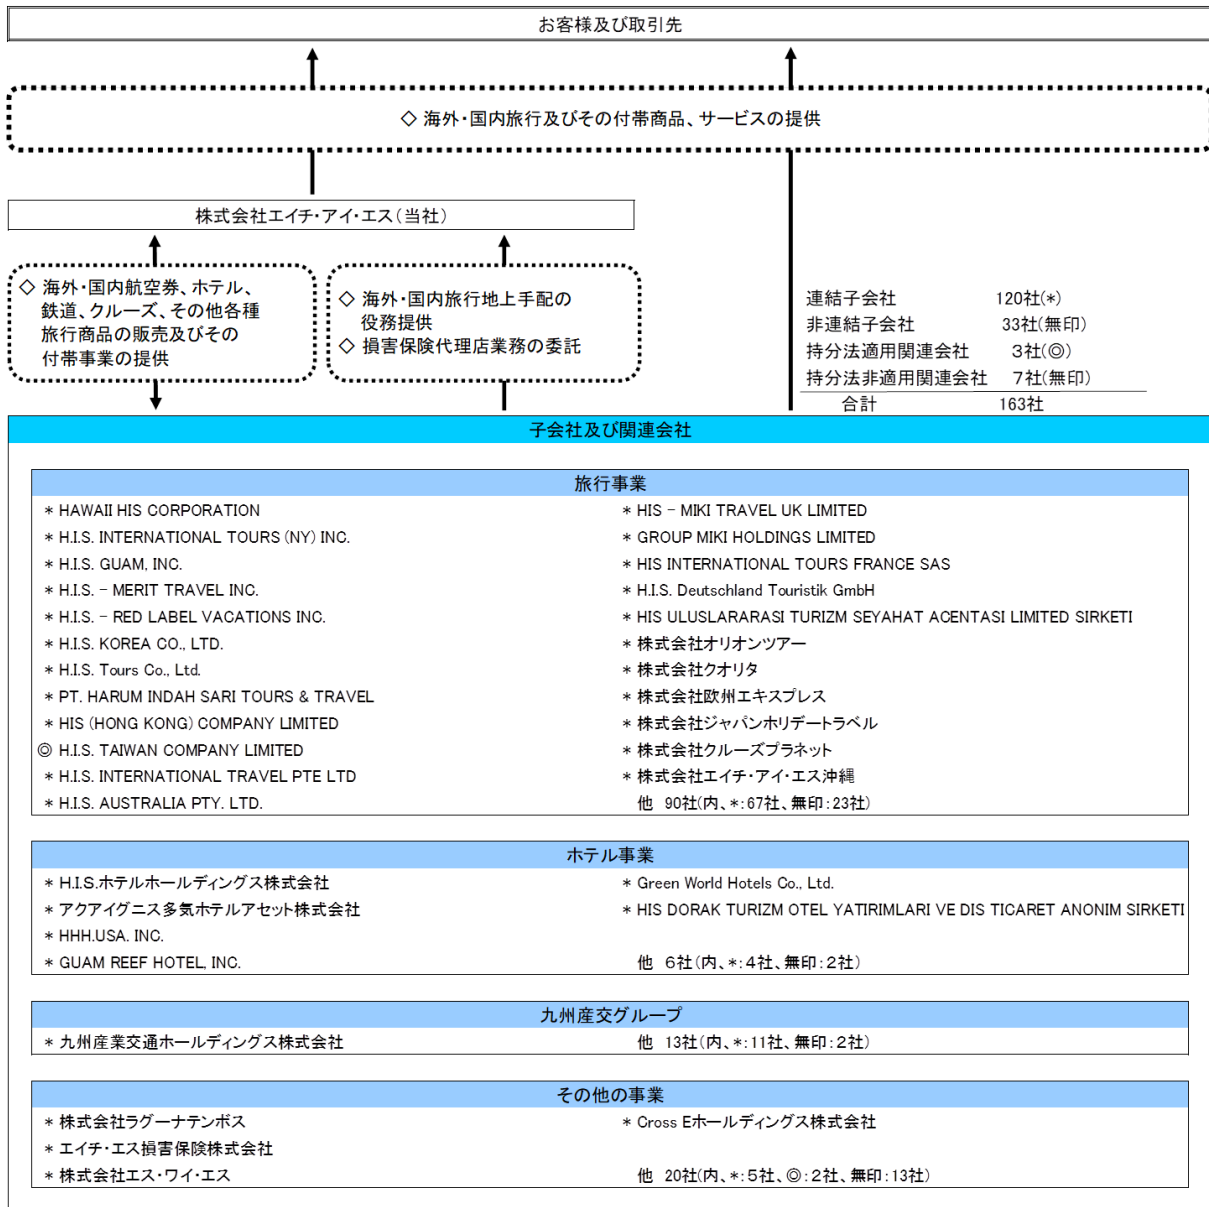 お客様及び取引先
◇ 海外・国内旅行及びその付帯商品、サービスの提供
株式会社エイチ・アイ・エス(当社)
◇ 海外・国内航空券、ホテル、
鉄道、クルーズ、その他各種
旅行商品の販売及びその
付帯事業の提供
◇ 海外・国内旅行地上手配の
役務提供
◇ 損害保険代理店業務の委託
連結子会社 120社(*)
非連結子会社 33社(無印)
持分法適用関連会社 3社(◎)
持分法非適用関連会社 7社(無印)
合計 163社
子会社及び関連会社
旅行事業
* HAWAII HIS CORPORATION
* H.I.S. INTERNATIONAL TOURS (NY) INC.
* H.I.S. GUAM, INC.
* H.I.S. - MERIT TRAVEL INC.
* H.I.S. - RED LABEL VACATIONS INC.
* H.I.S. KOREA CO., LTD.
* H.I.S. Tours Co., Ltd.
* PT. HARUM INDAH SARI TOURS & TRAVEL
* HIS (HONG KONG) COMPANY LIMITED
◎ H.I.S. TAIWAN COMPANY LIMITED
* H.I.S. INTERNATIONAL TRAVEL PTE LTD
* H.I.S. AUSTRALIA PTY. LTD.
* HIS - MIKI TRAVEL UK LIMITED
* GROUP MIKI HOLDINGS LIMITED
* HIS INTERNATIONAL TOURS FRANCE SAS
* H.I.S. Deutschland Touristik GmbH
* HIS ULUSLARARASI TURIZM SEYAHAT ACENTASI LIMITED SIRKETI
* 株式会社オリオンツアー
* 株式会社クオリタ
* 株式会社欧州エキスプレス
* 株式会社ジャパンホリデートラベル
* 株式会社クルーズプラネット
* 株式会社エイチ・アイ・エス沖縄
他 90社(内、*:67社、無印:23社)
ホテル事業
* H.I.S.ホテルホールディングス株式会社
* アクアイグニス多気ホテルアセット株式会社
* HHH.USA. INC.
* GUAM REEF HOTEL, INC.
* Green World Hotels Co., Ltd.
* HIS DORAK TURIZM OTEL YATIRIMLARI VE DIS TICARET ANONIM SIRKETI
他 6社(内、*:4社、無印:2社)
九州産交グループ
* 九州産業交通ホールディングス株式会社
他 13社(内、*:11社、無印:2社)
その他の事業
* 株式会社ラグーナテンボス
* エイチ・エス損害保険株式会社
* 株式会社エス・ワイ・エス
* Cross Eホールディングス株式会社
他 20社(内、*:5社、◎:2社、無印:13社)